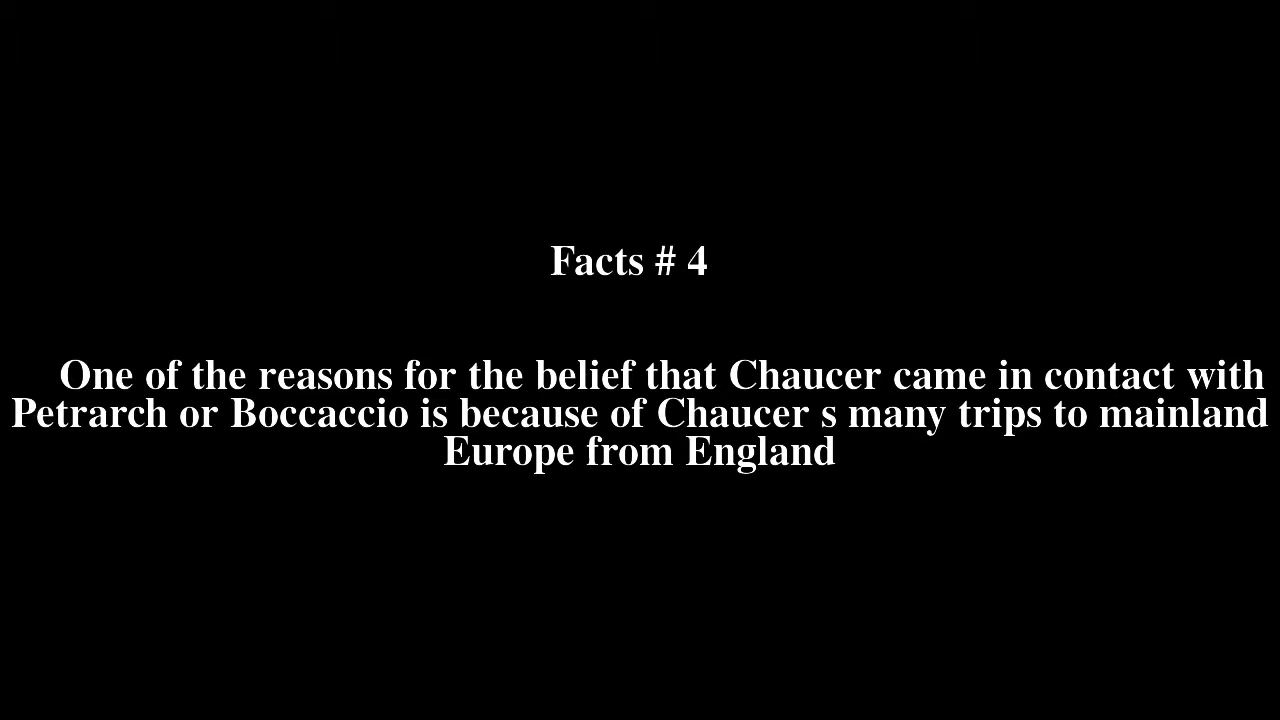 Facts # 4
One of the reasons for the belief that Chaucer came in contact with
Petrarch or Boccaccio is because of Chaucer s many trips to mainland
Europe from England